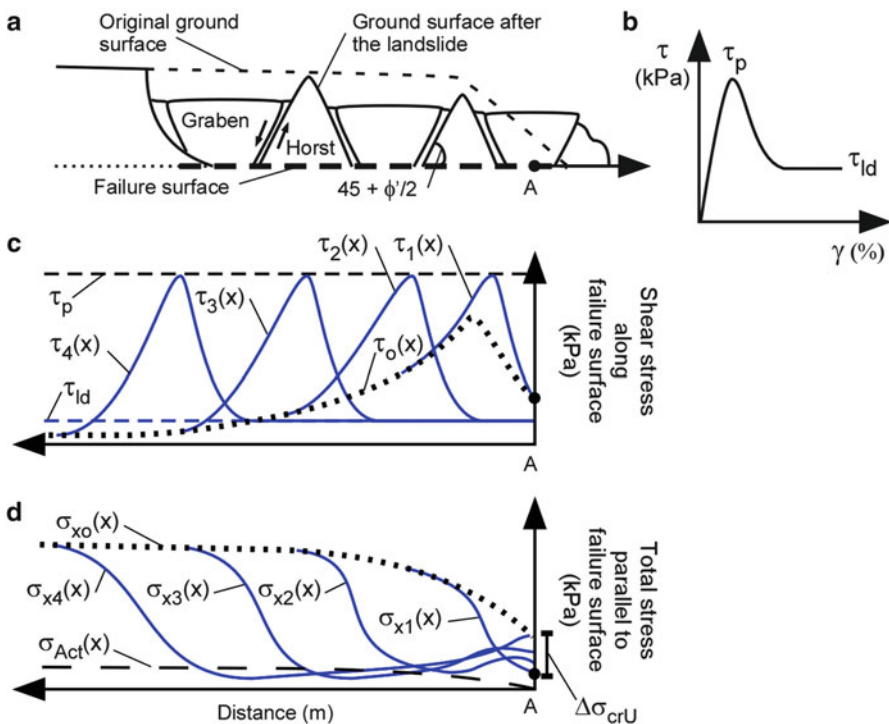 a
Original ground
surface
Ground surface after
the landslide
Graben
Horst
Failure surface
45 + ϕ'/2
A
b
τ
(kPa)
τp
τld
γ (%)
c
τp
τ4(x)
τld
τ3(x)
τ2(x)
τ1(x)
τo(x)
A
Shear stress
along
failure surface
(kPa)
d
σxo(x)
σx4(x)
σx3(x)
σx2(x)
σx1(x)
σAct(x)
A
Distance (m)
ΔσcrU
Total stress
parallel to
failure surface
(kPa)